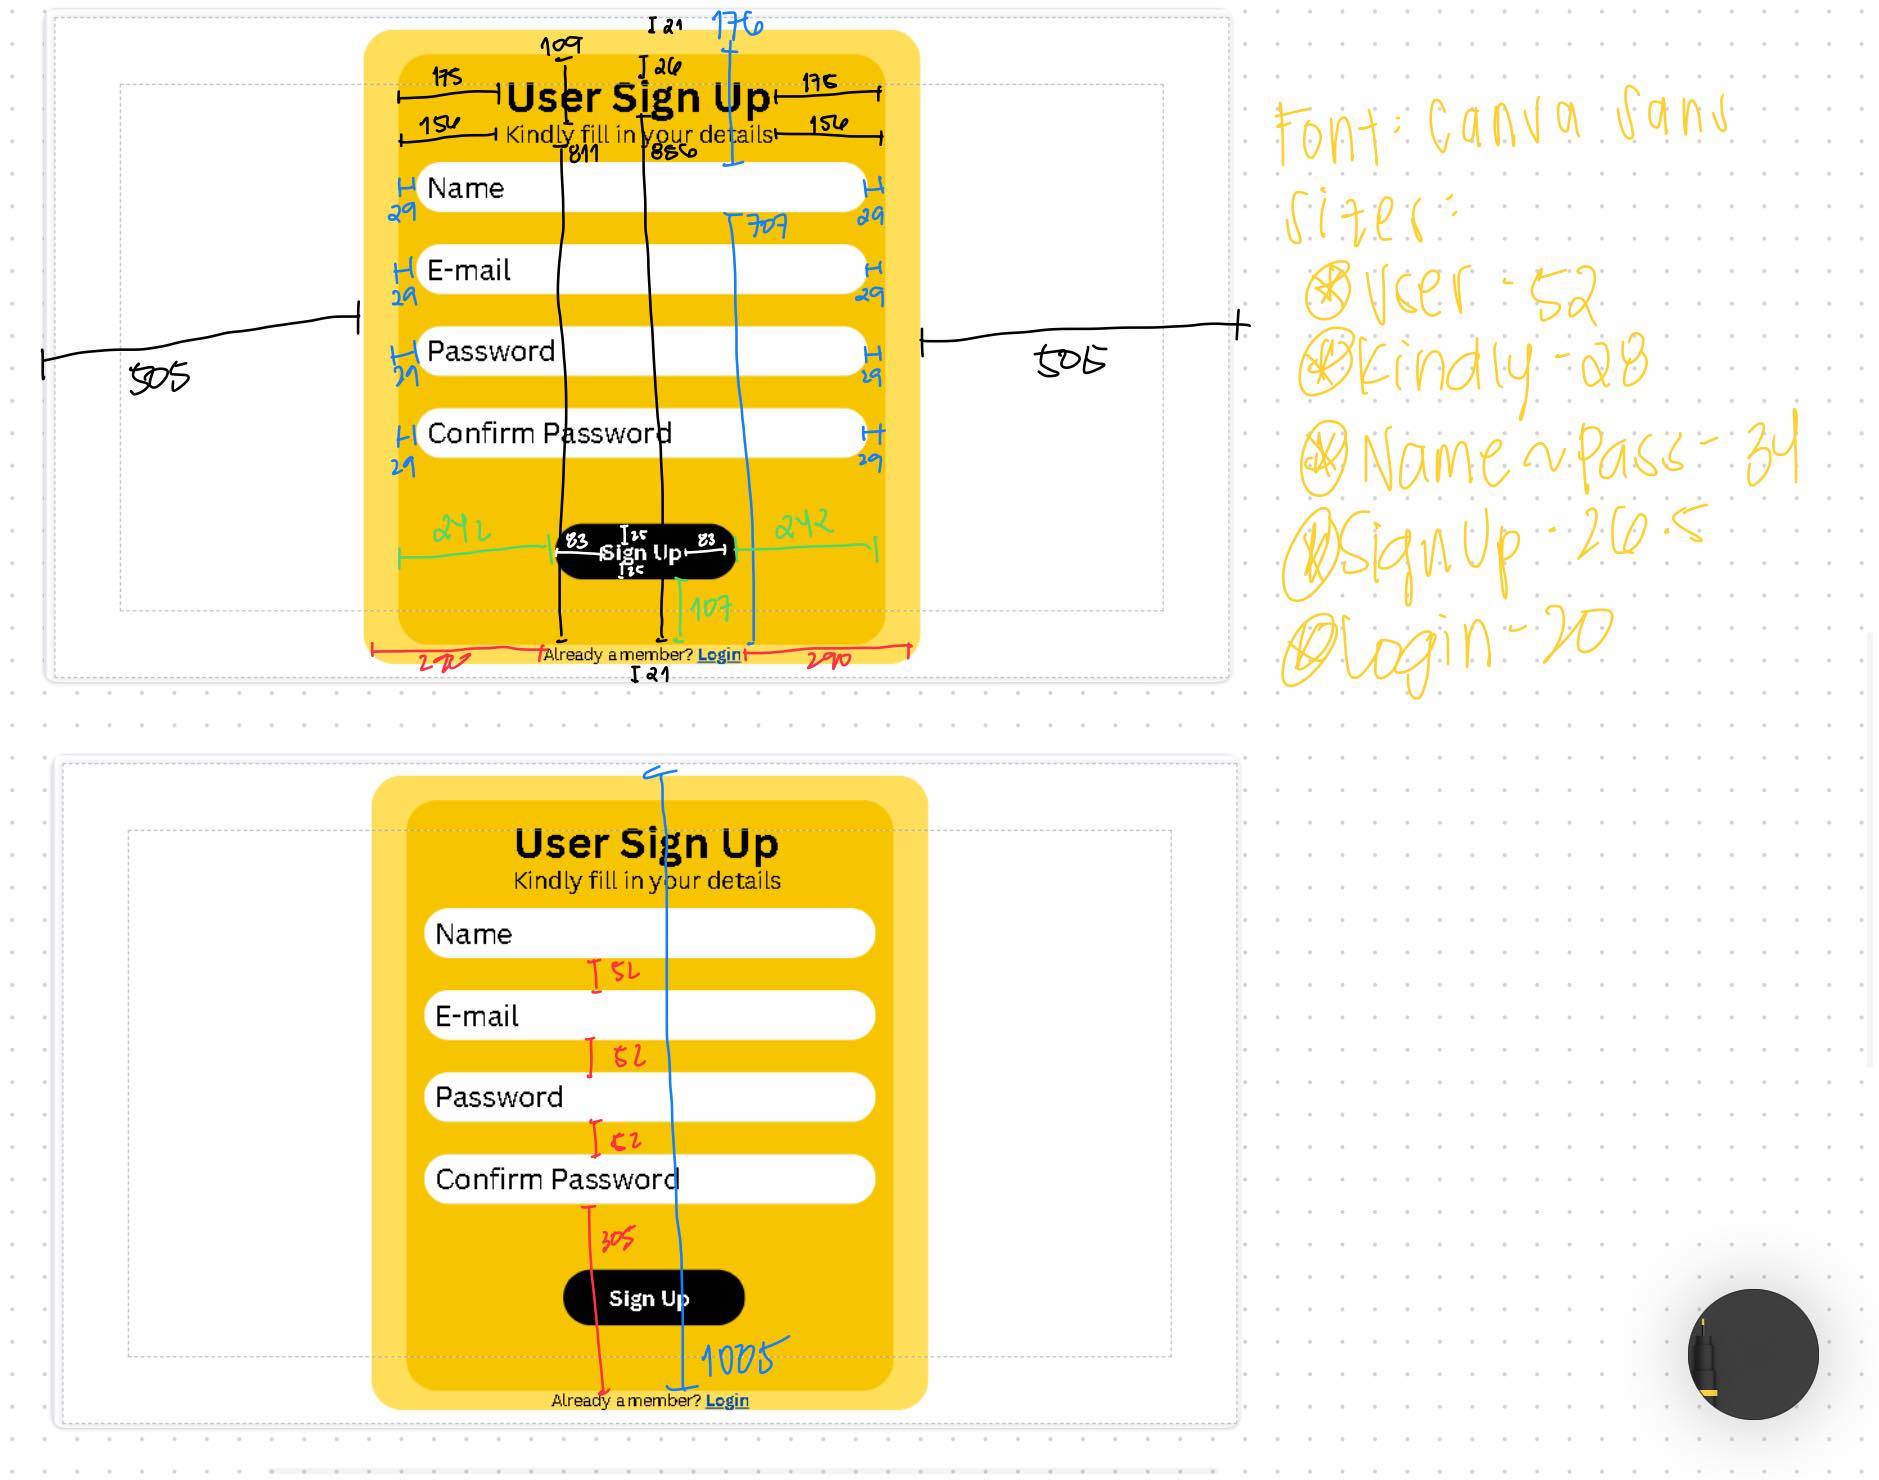 I 21
176
109
I 26
175
175
User Sign Up
156
156
Kindly fill in your details
811
886
Name
29
29
707
E-mail
29
29
505
505
Password
29
29
Confirm Password
29
29
242
242
I 25
83
Sign Up
83
I 25
107
290
Already a member? Login
290
I 21
Font: Canva Sans
Sizes:
User - 52
Kindly - 28
Name ~ Pass - 34
Sign Up - 26.5
Login - 20
User Sign Up
Kindly fill in your details
Name
52
E-mail
52
Password
52
Confirm Password
305
Sign Up
1005
Already a member? Login